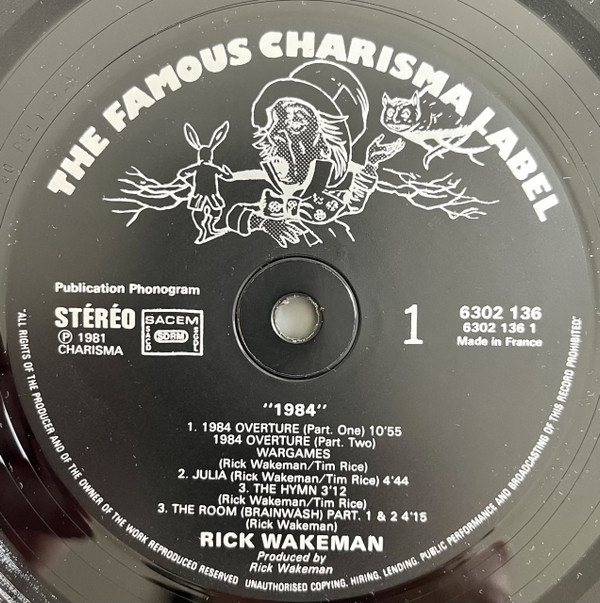 THE FAMOUS CHARISMA LABEL
Publication Phonogram
STÉRÉO
℗ 1981
CHARISMA
SACEM
SACD
SDRM
SGDL
1
6302 136
6302 136 1
Made in France
"1984"
1. 1984 OVERTURE (Part. One) 10'55
1984 OVERTURE (Part. Two)
WARGAMES
(Rick Wakeman/Tim Rice)
2. JULIA (Rick Wakeman/Tim Rice) 4'44
3. THE HYMN 3'12
(Rick Wakeman/Tim Rice)
3. THE ROOM (BRAINWASH) PART. 1 & 2 4'15
(Rick Wakeman)
RICK WAKEMAN
Produced by
Rick Wakeman
"ALL RIGHTS OF THE PRODUCER AND OF THE OWNER OF THE WORK REPRODUCED RESERVED UNAUTHORISED COPYING, HIRING, LENDING, PUBLIC PERFORMANCE AND BROADCASTING OF THIS RECORD PROHIBITED"